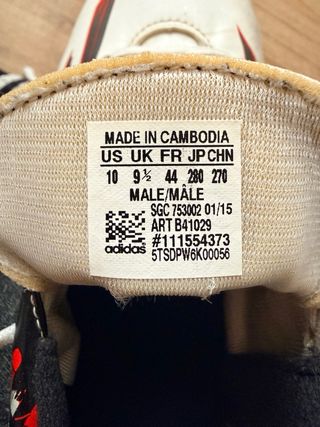 MADE IN CAMBODIA
US UK FR JP CHN
10 9½ 44 280 270
MALE/MÂLE
SGC 753002 01/15
ART B41029
#111554373
adidas 5TSDPW6K00056